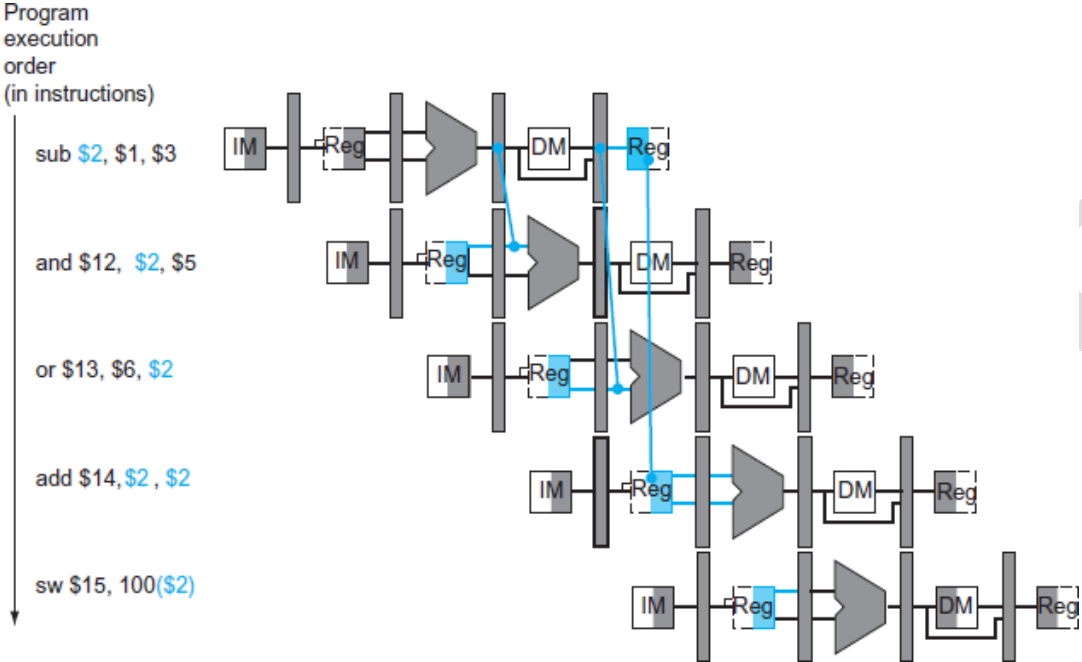 Program
execution
order
(in instructions)
sub $2, $1, $3
IM Reg DM Reg
and $12, $2, $5
IM Reg DM Reg
or $13, $6, $2
IM Reg DM Reg
add $14,$2 , $2
IM Reg DM Reg
sw $15, 100($2)
IM Reg DM Reg